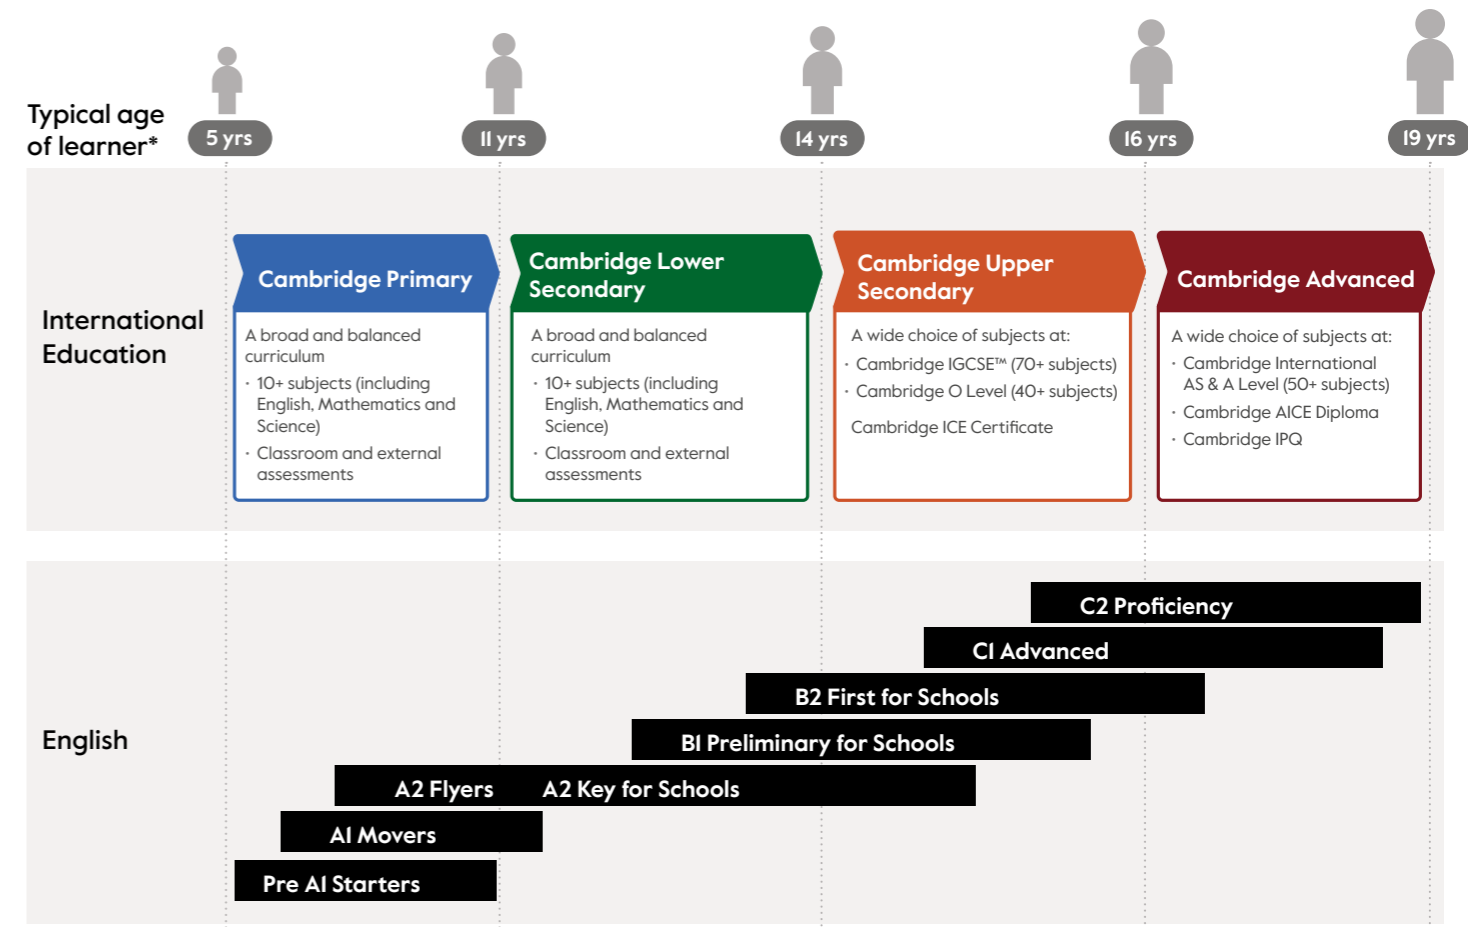 Typical age
of learner*
5 yrs
11 yrs
14 yrs
16 yrs
19 yrs
International
Education
Cambridge Primary
A broad and balanced
curriculum
· 10+ subjects (including
English, Mathematics and
Science)
· Classroom and external
assessments
Cambridge Lower
Secondary
A broad and balanced
curriculum
· 10+ subjects (including
English, Mathematics and
Science)
· Classroom and external
assessments
Cambridge Upper
Secondary
A wide choice of subjects at:
· Cambridge IGCSE™ (70+ subjects)
· Cambridge O Level (40+ subjects)
Cambridge ICE Certificate
Cambridge Advanced
A wide choice of subjects at:
· Cambridge International
AS & A Level (50+ subjects)
· Cambridge AICE Diploma
· Cambridge IPQ
English
C2 Proficiency
C1 Advanced
B2 First for Schools
B1 Preliminary for Schools
A2 Flyers
A2 Key for Schools
A1 Movers
Pre A1 Starters